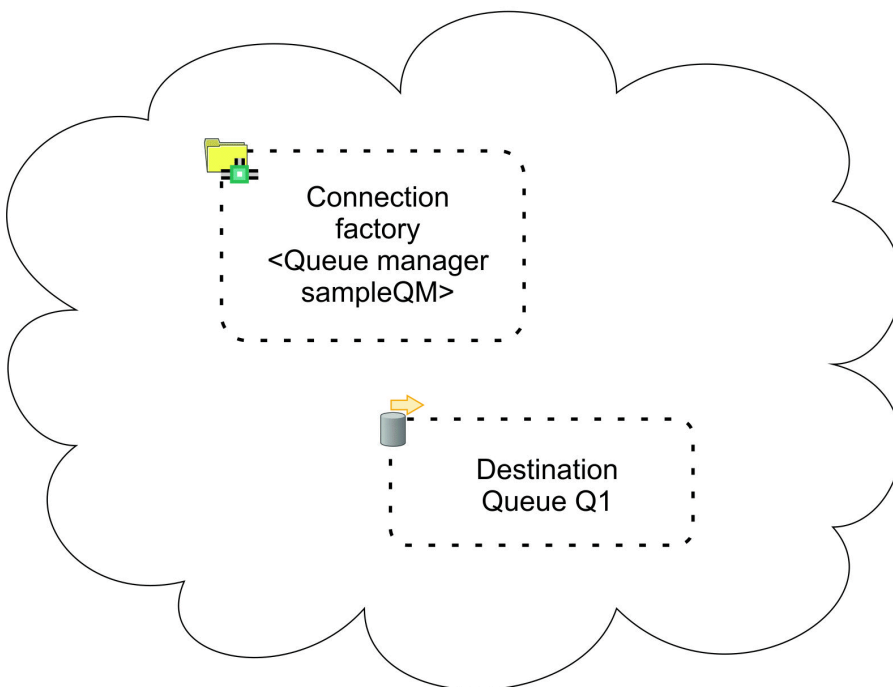 Connection
factory
<Queue manager
sampleQM>
Destination
Queue Q1